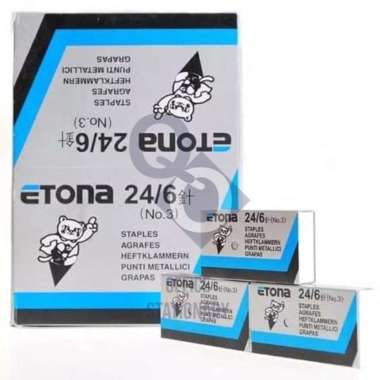 GRAPAS
PUNTI METALLICI
HEFTKLAMMERN
AGRAFES
STAPLES
(No.3)
ETONA 24/6 針
ETONA 24/6 針
(No.3)
STAPLES
AGRAFES
HEFTKLAMMERN
PUNTI METALLICI
GRAPAS
24/6 針 (No.3)
STAPLES
AGRAFES
HEFTKLAMMERN
PUNTI METALLICI
GRAPAS
ETONA 24/6 針 (No.3)
STAPLES
AGRAFES
HEFTKLAMMERN
PUNTI METALLICI
GRAPAS
ETONA 24/6 針 (No.3)
STAPLES
AGRAFES
HEFTKLAMMERN
PUNTI METALLICI
GRAPAS
OFFICE
STATIONERY